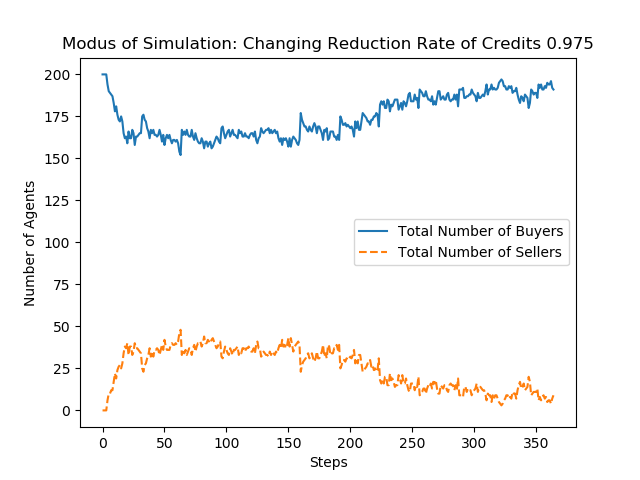 Modus of Simulation: Changing Reduction Rate of Credits 0.975
200
175
150
125
100
75
50
25
0
Number of Agents
Total Number of Buyers
Total Number of Sellers
0 50 100 150 200 250 300 350
Steps